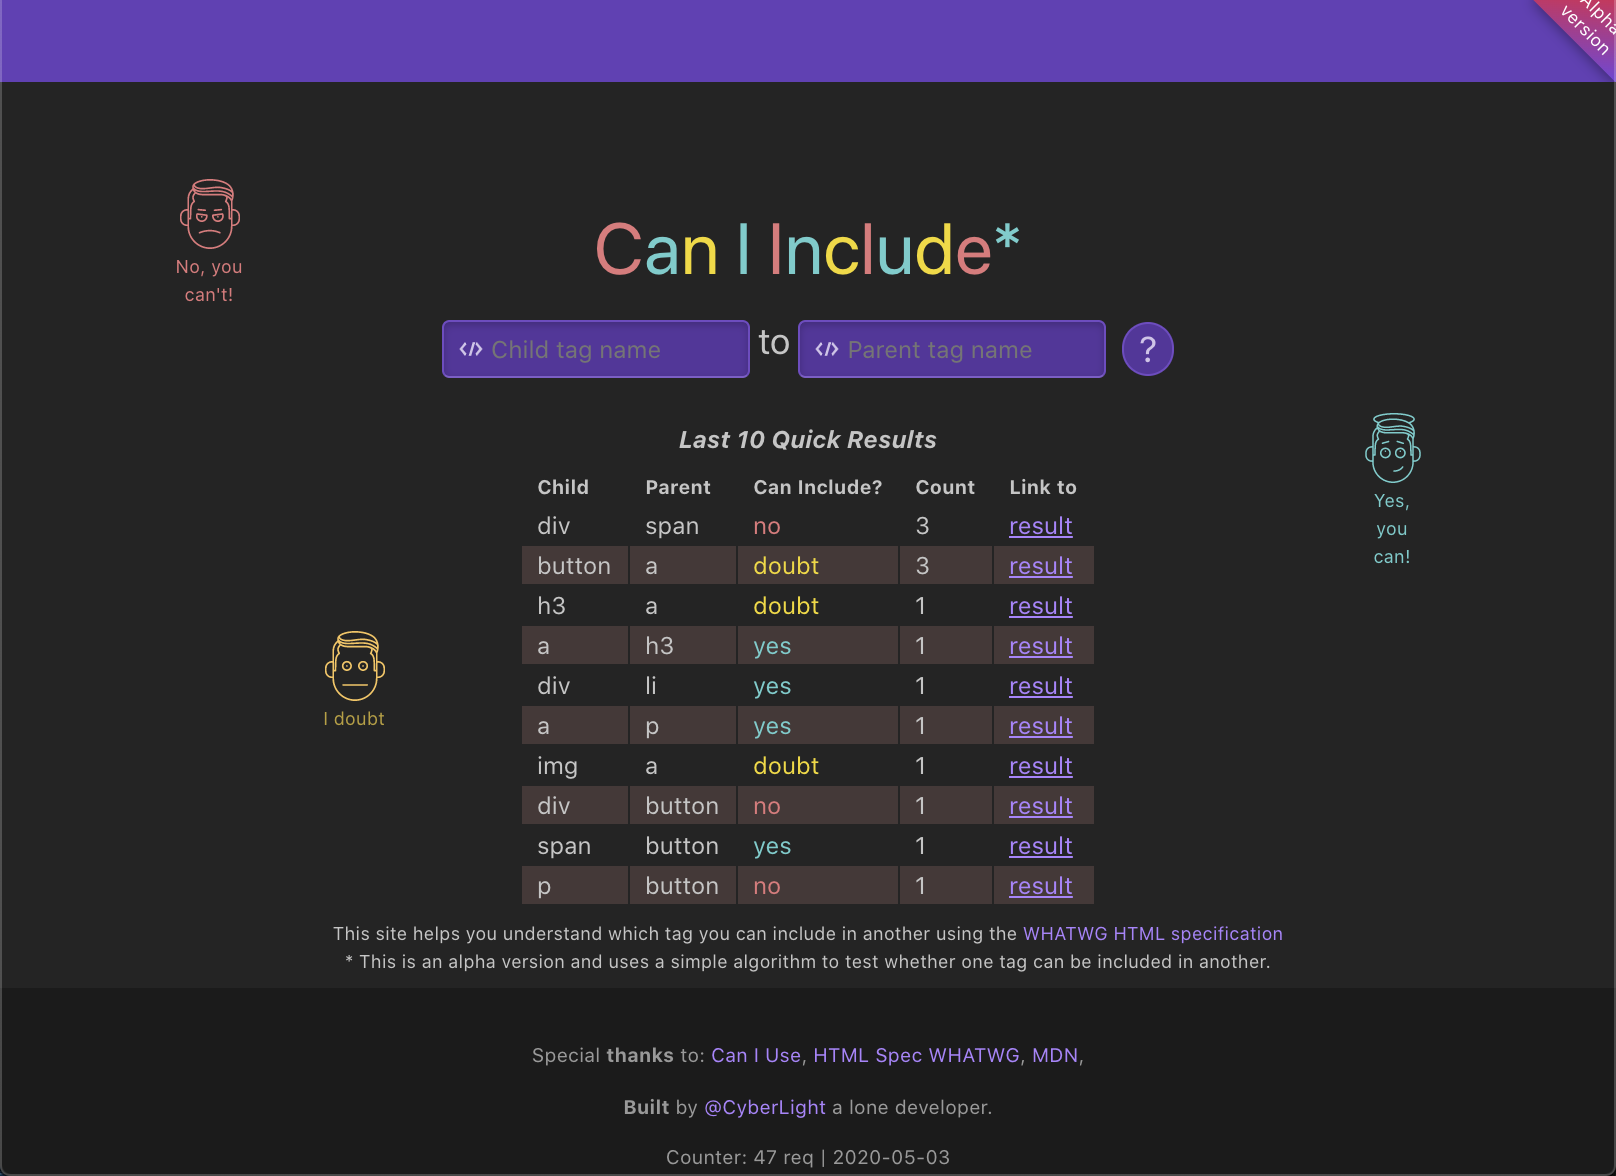 version
No, you
can't!
Can I Include*
</> Child tag name to </> Parent tag name ?
Last 10 Quick Results
Child Parent Can Include? Count Link to
div span no 3 result
button a doubt 3 result
h3 a doubt 1 result
a h3 yes 1 result
div li yes 1 result
a p yes 1 result
img a doubt 1 result
div button no 1 result
span button yes 1 result
p button no 1 result
Yes,
you
can!
I doubt
This site helps you understand which tag you can include in another using the WHATWG HTML specification
* This is an alpha version and uses a simple algorithm to test whether one tag can be included in another.
Special thanks to: Can I Use, HTML Spec WHATWG, MDN,
Built by @CyberLight a lone developer.
Counter: 47 req | 2020-05-03